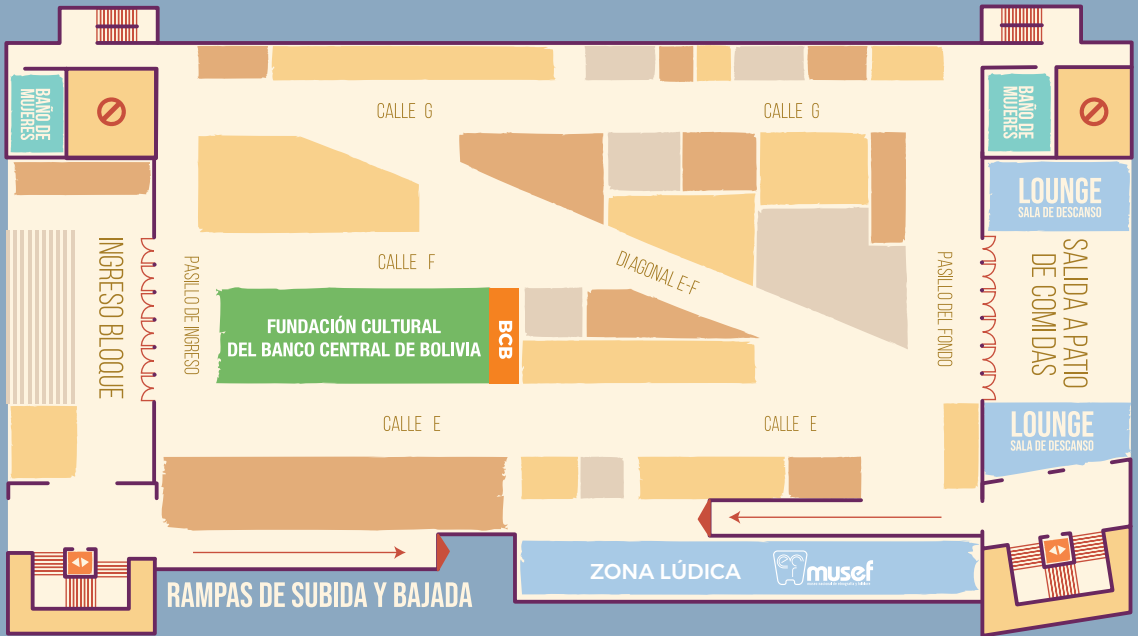 BAÑO DE
MUJERES
CALLE G
CALLE G
BAÑO DE
MUJERES
LOUNGE
SALA DE DESCANSO
INGRESO BLOQUE
PASILLO DE INGRESO
CALLE F
DIAGONAL E-F
PASILLO DEL FONDO
SALIDA A PATIO
DE COMIDAS
FUNDACIÓN CULTURAL
DEL BANCO CENTRAL DE BOLIVIA
BCB
CALLE E
CALLE E
LOUNGE
SALA DE DESCANSO
ZONA LÚDICA
musef
RAMPAS DE SUBIDA Y BAJADA